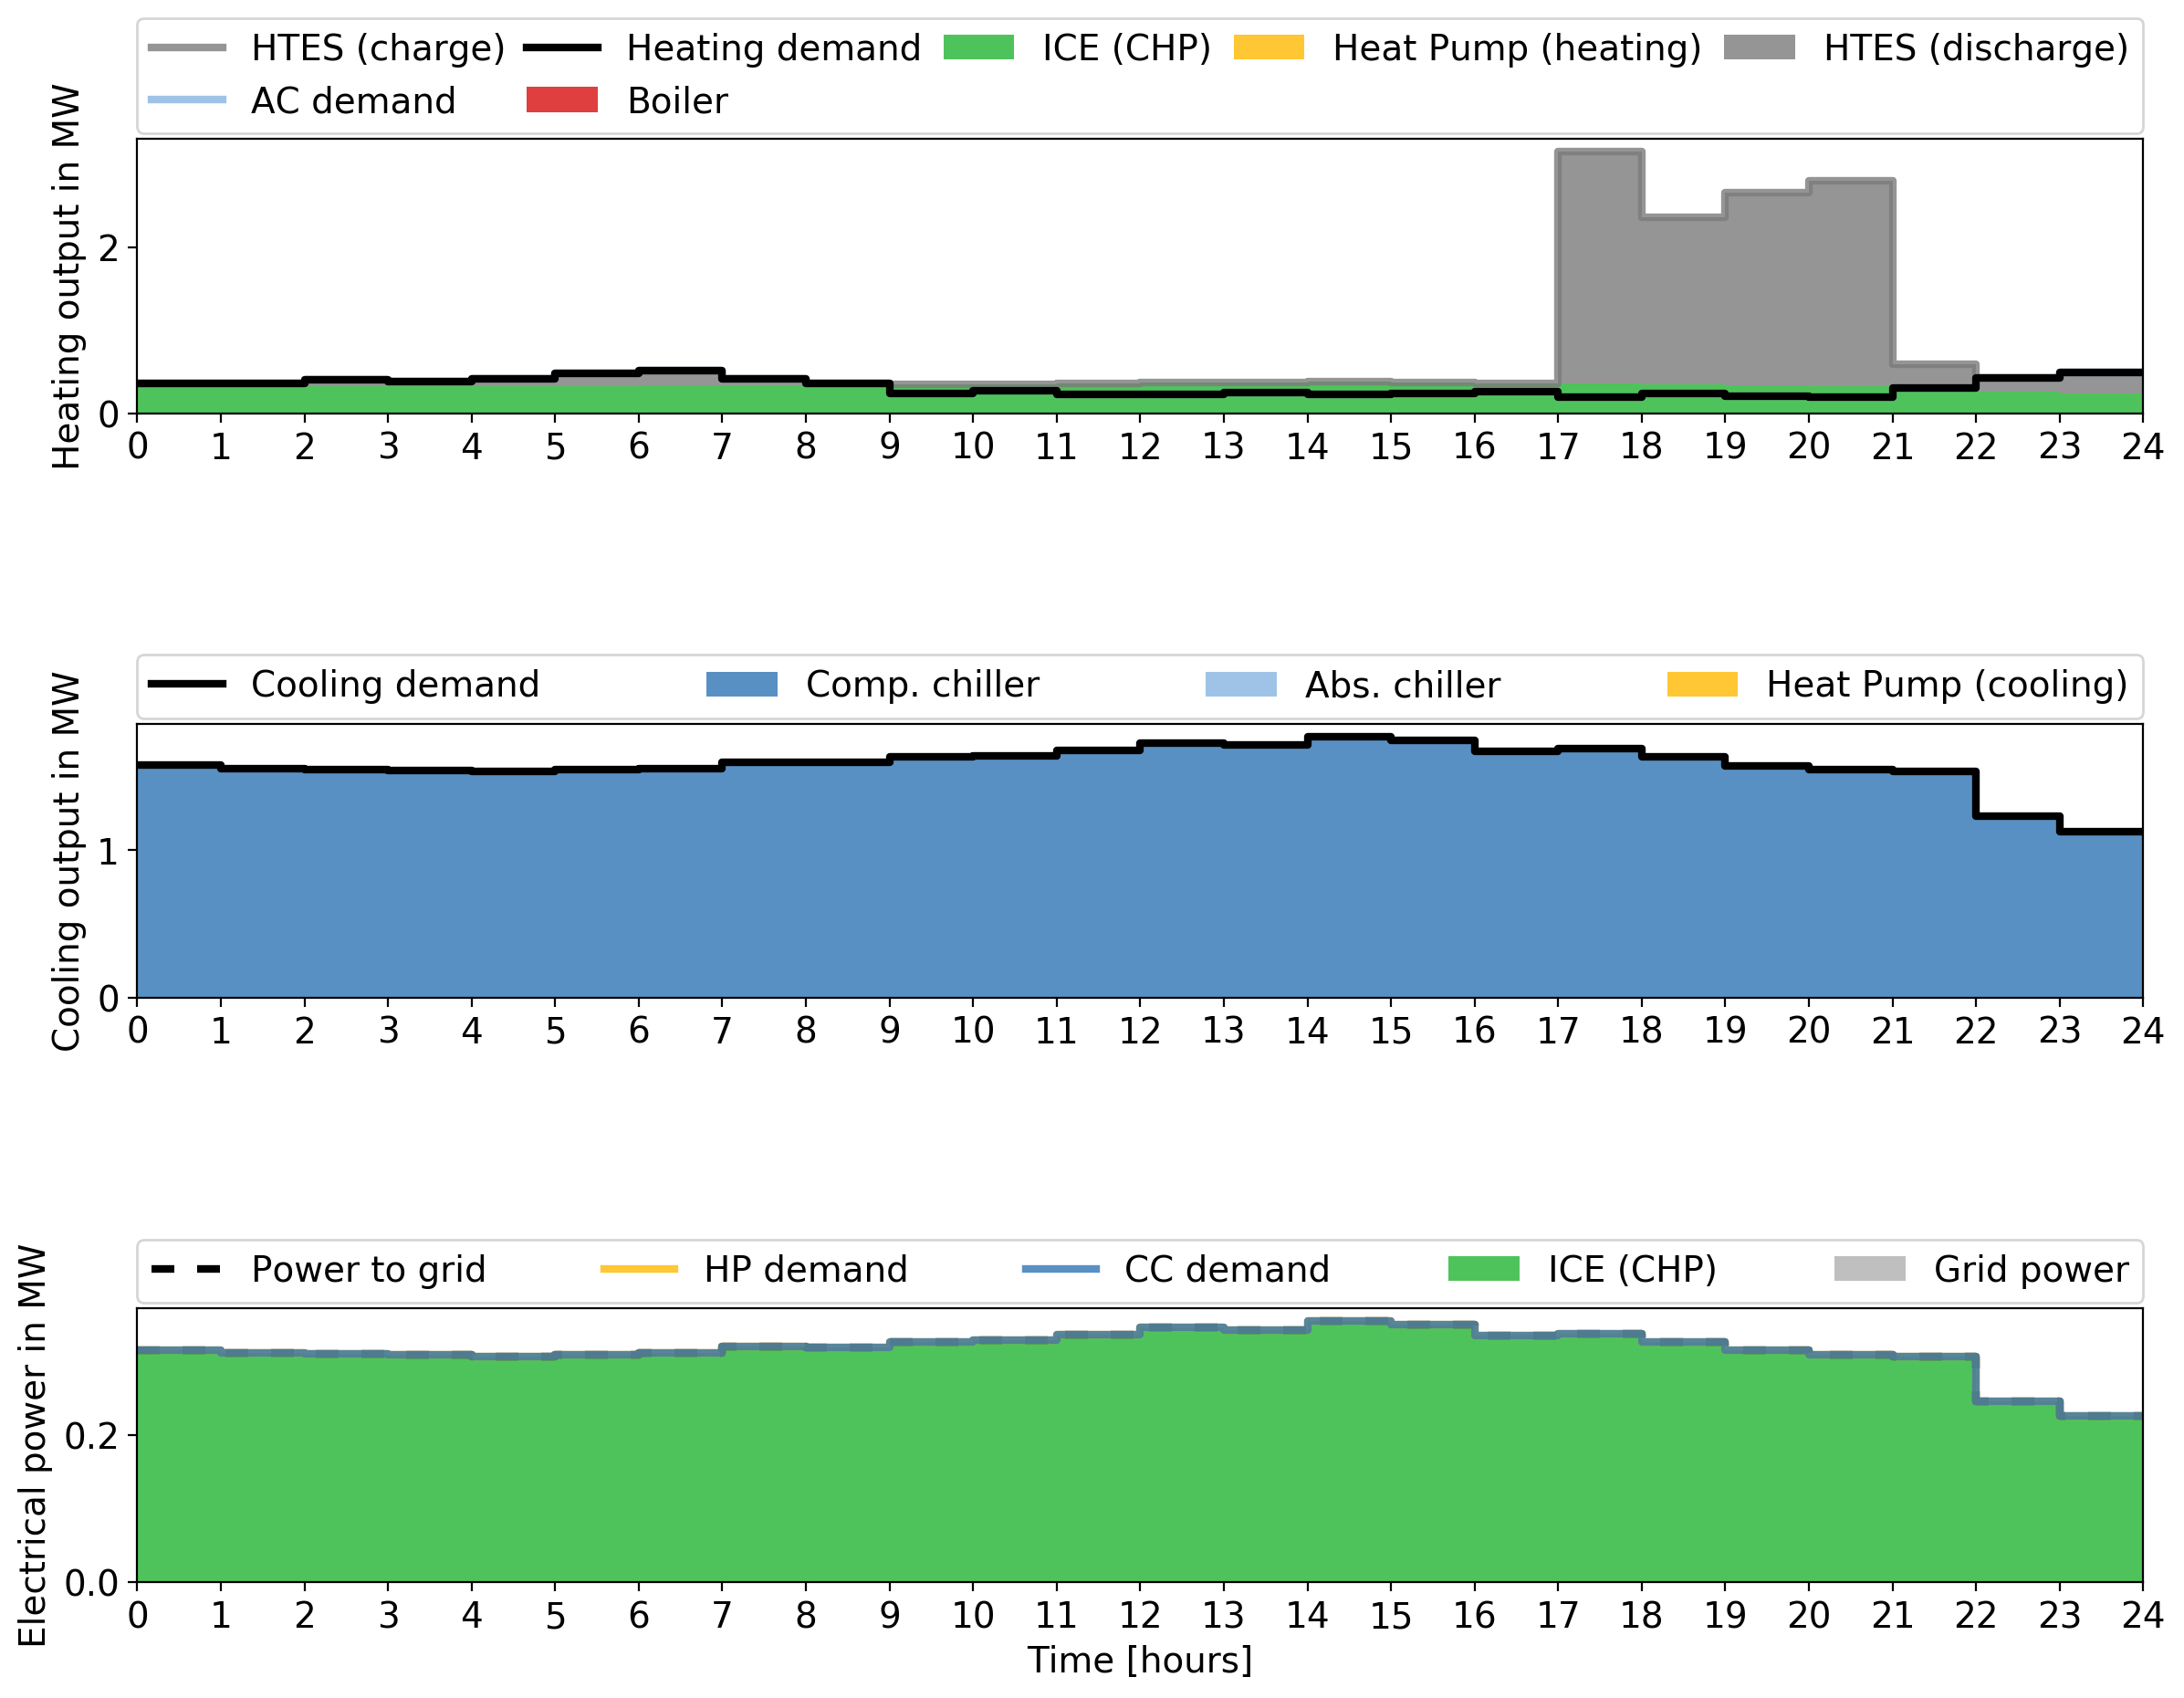 HTES (charge) Heating demand ICE (CHP) Heat Pump (heating) HTES (discharge)
AC demand Boiler
Heating output in MW
2
0
0 1 2 3 4 5 6 7 8 9 10 11 12 13 14 15 16 17 18 19 20 21 22 23 24
Cooling demand Comp. chiller Abs. chiller Heat Pump (cooling)
Cooling output in MW
1
0
0 1 2 3 4 5 6 7 8 9 10 11 12 13 14 15 16 17 18 19 20 21 22 23 24
Power to grid HP demand CC demand ICE (CHP) Grid power
Electrical power in MW
0.2
0.0
0 1 2 3 4 5 6 7 8 9 10 11 12 13 14 15 16 17 18 19 20 21 22 23 24
Time [hours]